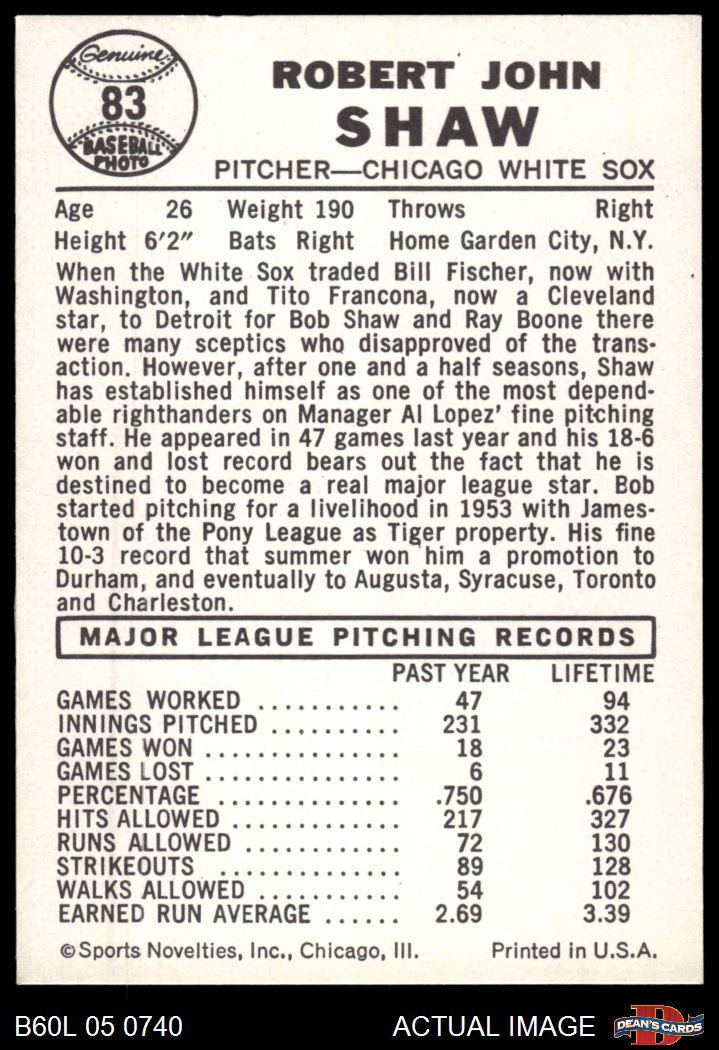 Genuine
83
BASEBALL
PHOTO
ROBERT JOHN
SHAW
PITCHER—CHICAGO WHITE SOX
Age 26 Weight 190 Throws Right
Height 6'2" Bats Right Home Garden City, N.Y.
When the White Sox traded Bill Fischer, now with
Washington, and Tito Francona, now a Cleveland
star, to Detroit for Bob Shaw and Ray Boone there
were many sceptics who disapproved of the trans-
action. However, after one and a half seasons, Shaw
has established himself as one of the most depend-
able righthanders on Manager Al Lopez' fine pitching
staff. He appeared in 47 games last year and his 18-6
won and lost record bears out the fact that he is
destined to become a real major league star. Bob
started pitching for a livelihood in 1953 with James-
town of the Pony League as Tiger property. His fine
10-3 record that summer won him a promotion to
Durham, and eventually to Augusta, Syracuse, Toronto
and Charleston.
MAJOR LEAGUE PITCHING RECORDS
PAST YEAR LIFETIME
GAMES WORKED ........... 47 94
INNINGS PITCHED .......... 231 332
GAMES WON ............... 18 23
GAMES LOST ............... 6 11
PERCENTAGE .............. .750 .676
HITS ALLOWED ............. 217 327
RUNS ALLOWED ............ 72 130
STRIKEOUTS .............. 89 128
WALKS ALLOWED ........... 54 102
EARNED RUN AVERAGE ...... 2.69 3.39
©Sports Novelties, Inc., Chicago, Ill. Printed in U.S.A.
B60L 05 0740 ACTUAL IMAGE DEAN'S CARDS